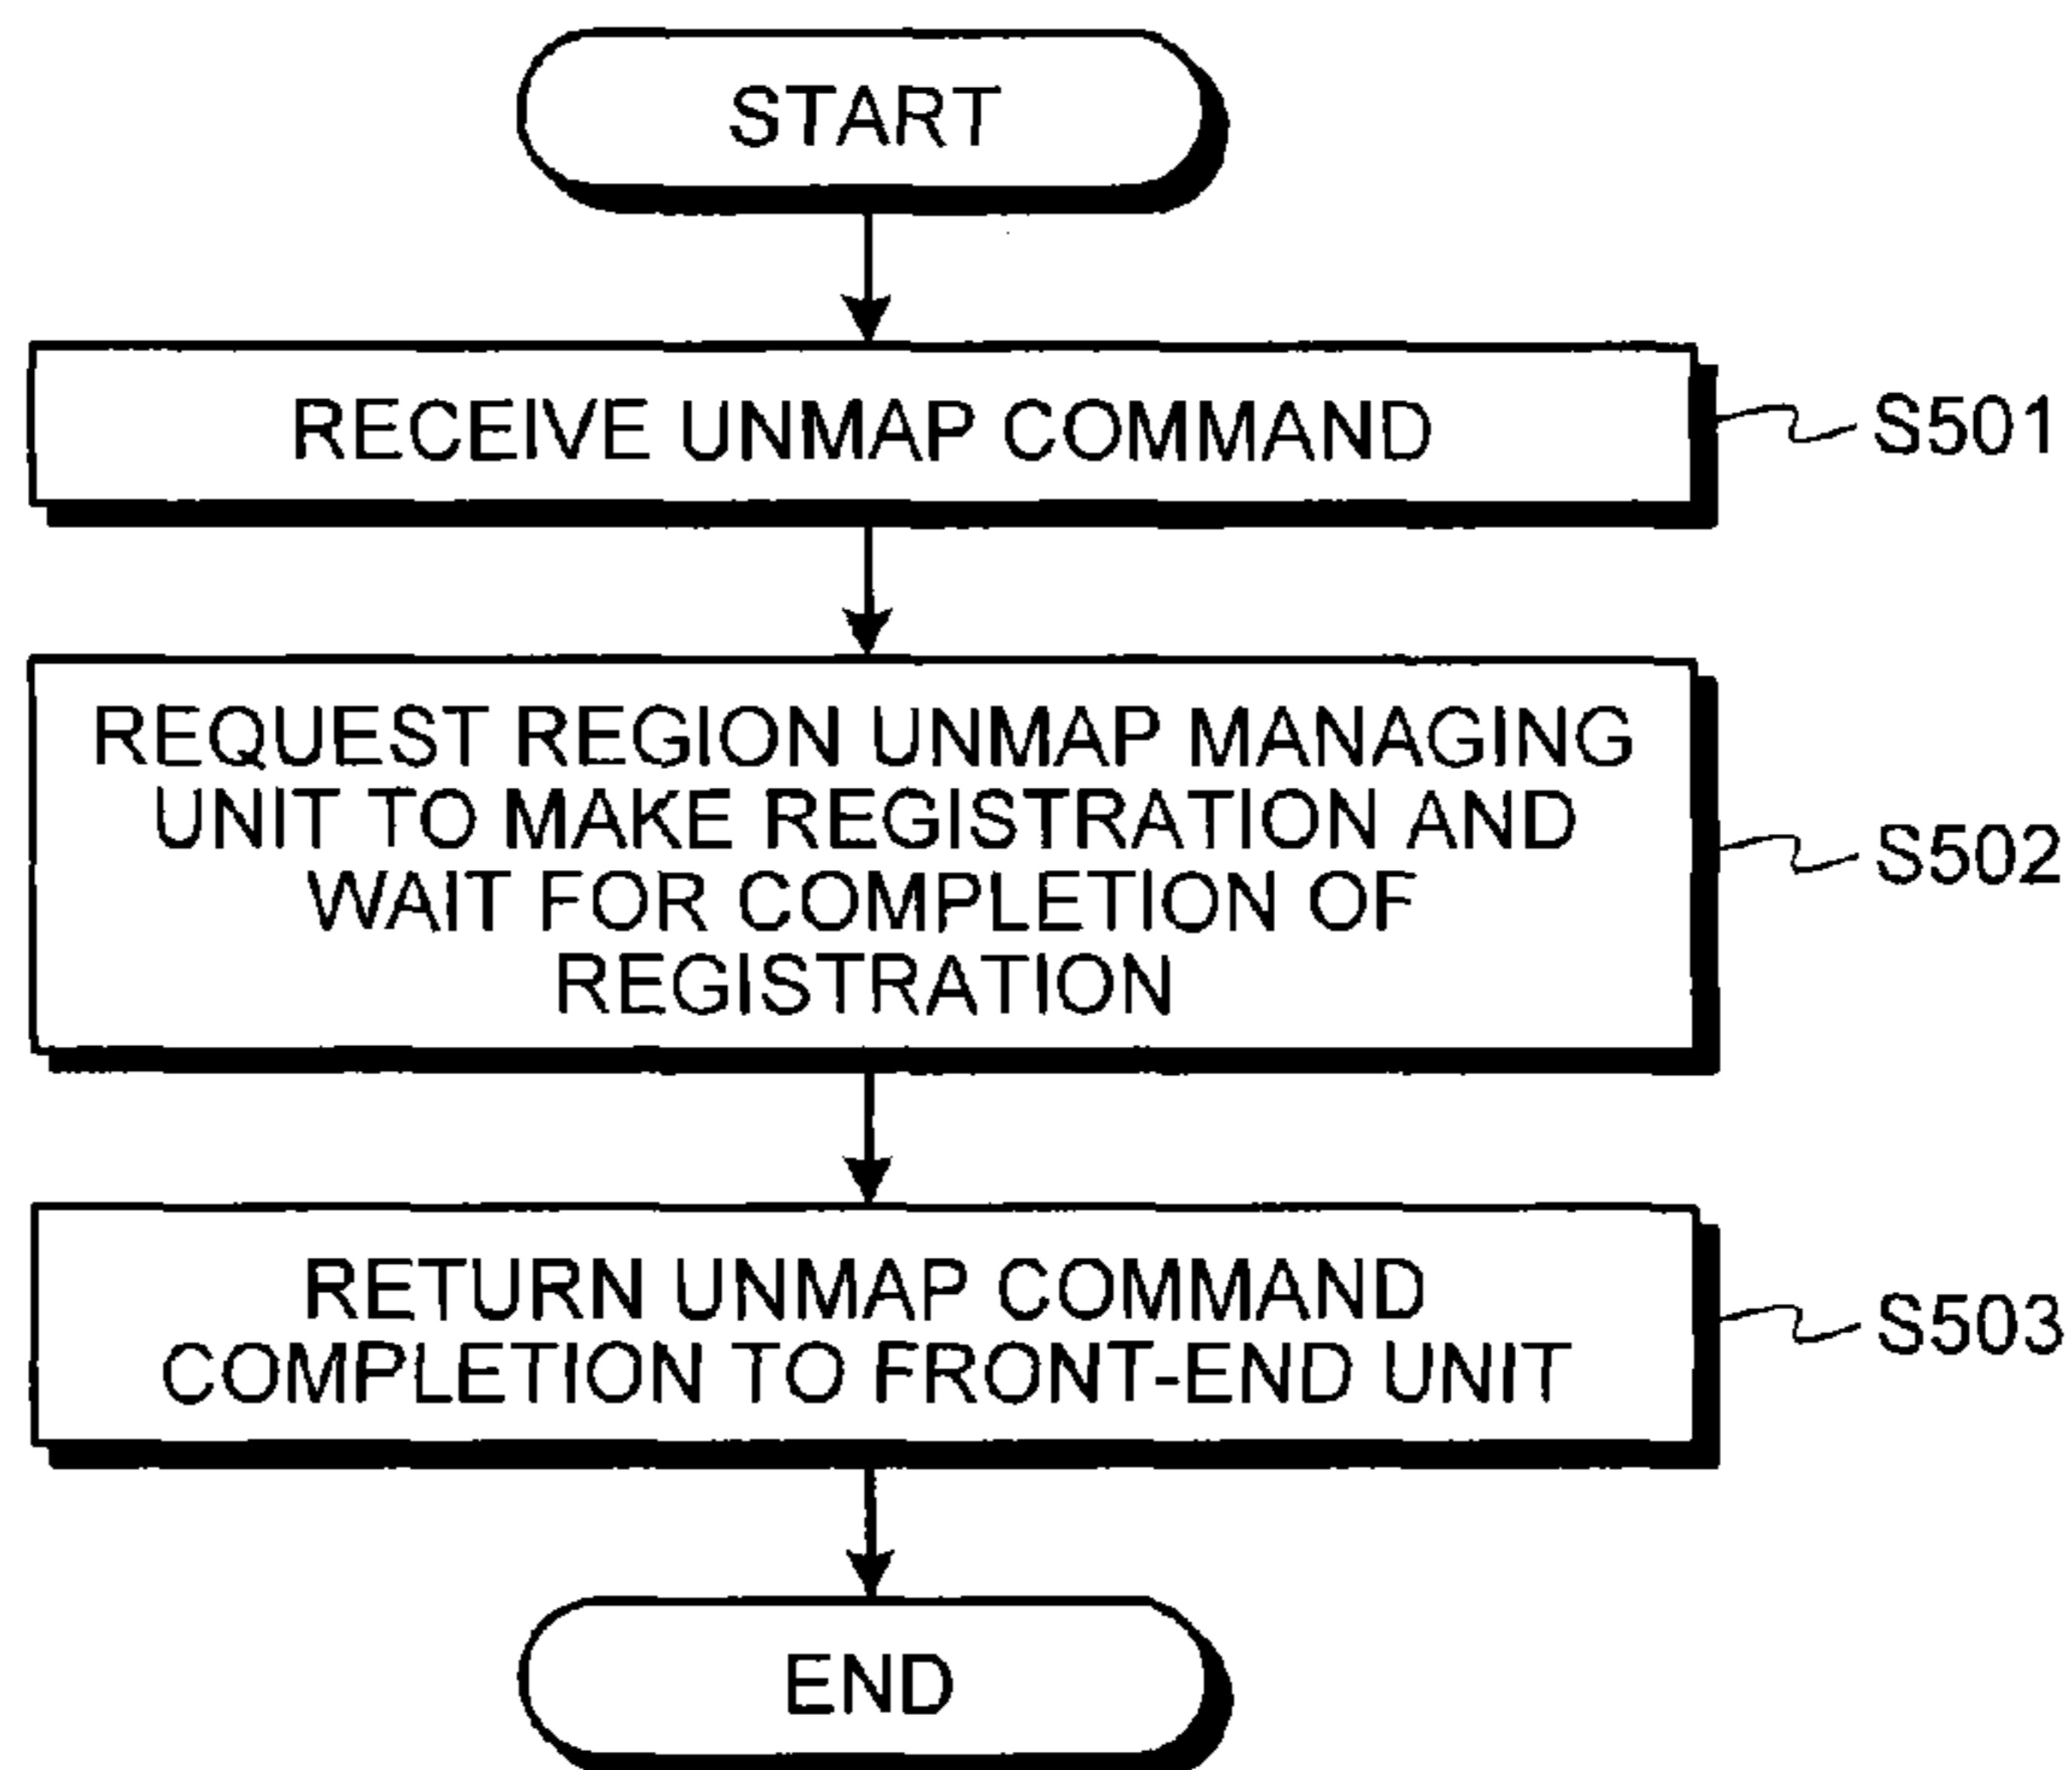 START
RECEIVE UNMAP COMMAND
S501
REQUEST REGION UNMAP MANAGING
UNIT TO MAKE REGISTRATION AND
WAIT FOR COMPLETION OF
REGISTRATION
S502
RETURN UNMAP COMMAND
COMPLETION TO FRONT-END UNIT
S503
END